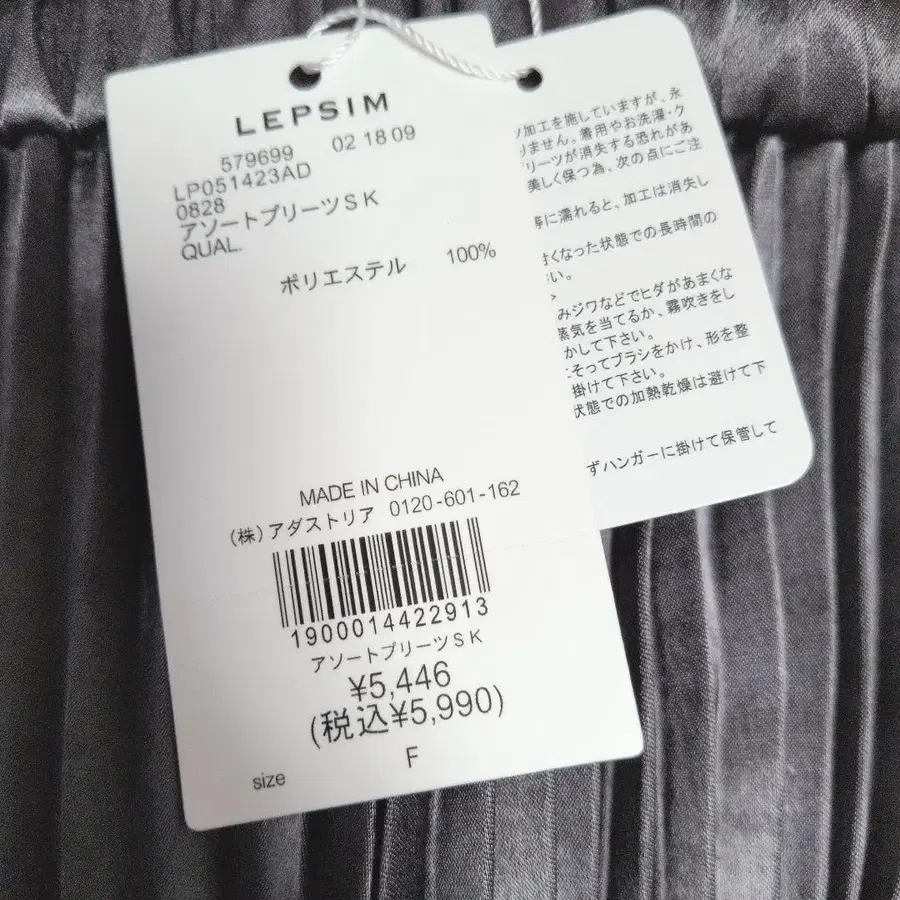 LEPSIM
579699 02 18 09
LP051423AD
0828
アソートプリーツSK
QUAL.
ポリエステル 100%
MADE IN CHINA
(株)アダストリア 0120-601-162
1900014422913
アソートプリーツSK
¥5,446
(税込¥5,990)
size F
加工を施していますが、永
りません。着用やお洗濯・ク
リーツが消失する恐れがあ
美しく保つ為、次の点にご注
等に濡れると、加工は消失し
くなった状態での長時間の
い。
>
みジワなどでヒダがあまくな
蒸気を当てるか、霧吹きをし
かして下さい。
そってブラシをかけ、形を整
掛けて下さい。
状態での加熱乾燥は避けて下
ずハンガーに掛けて保管して